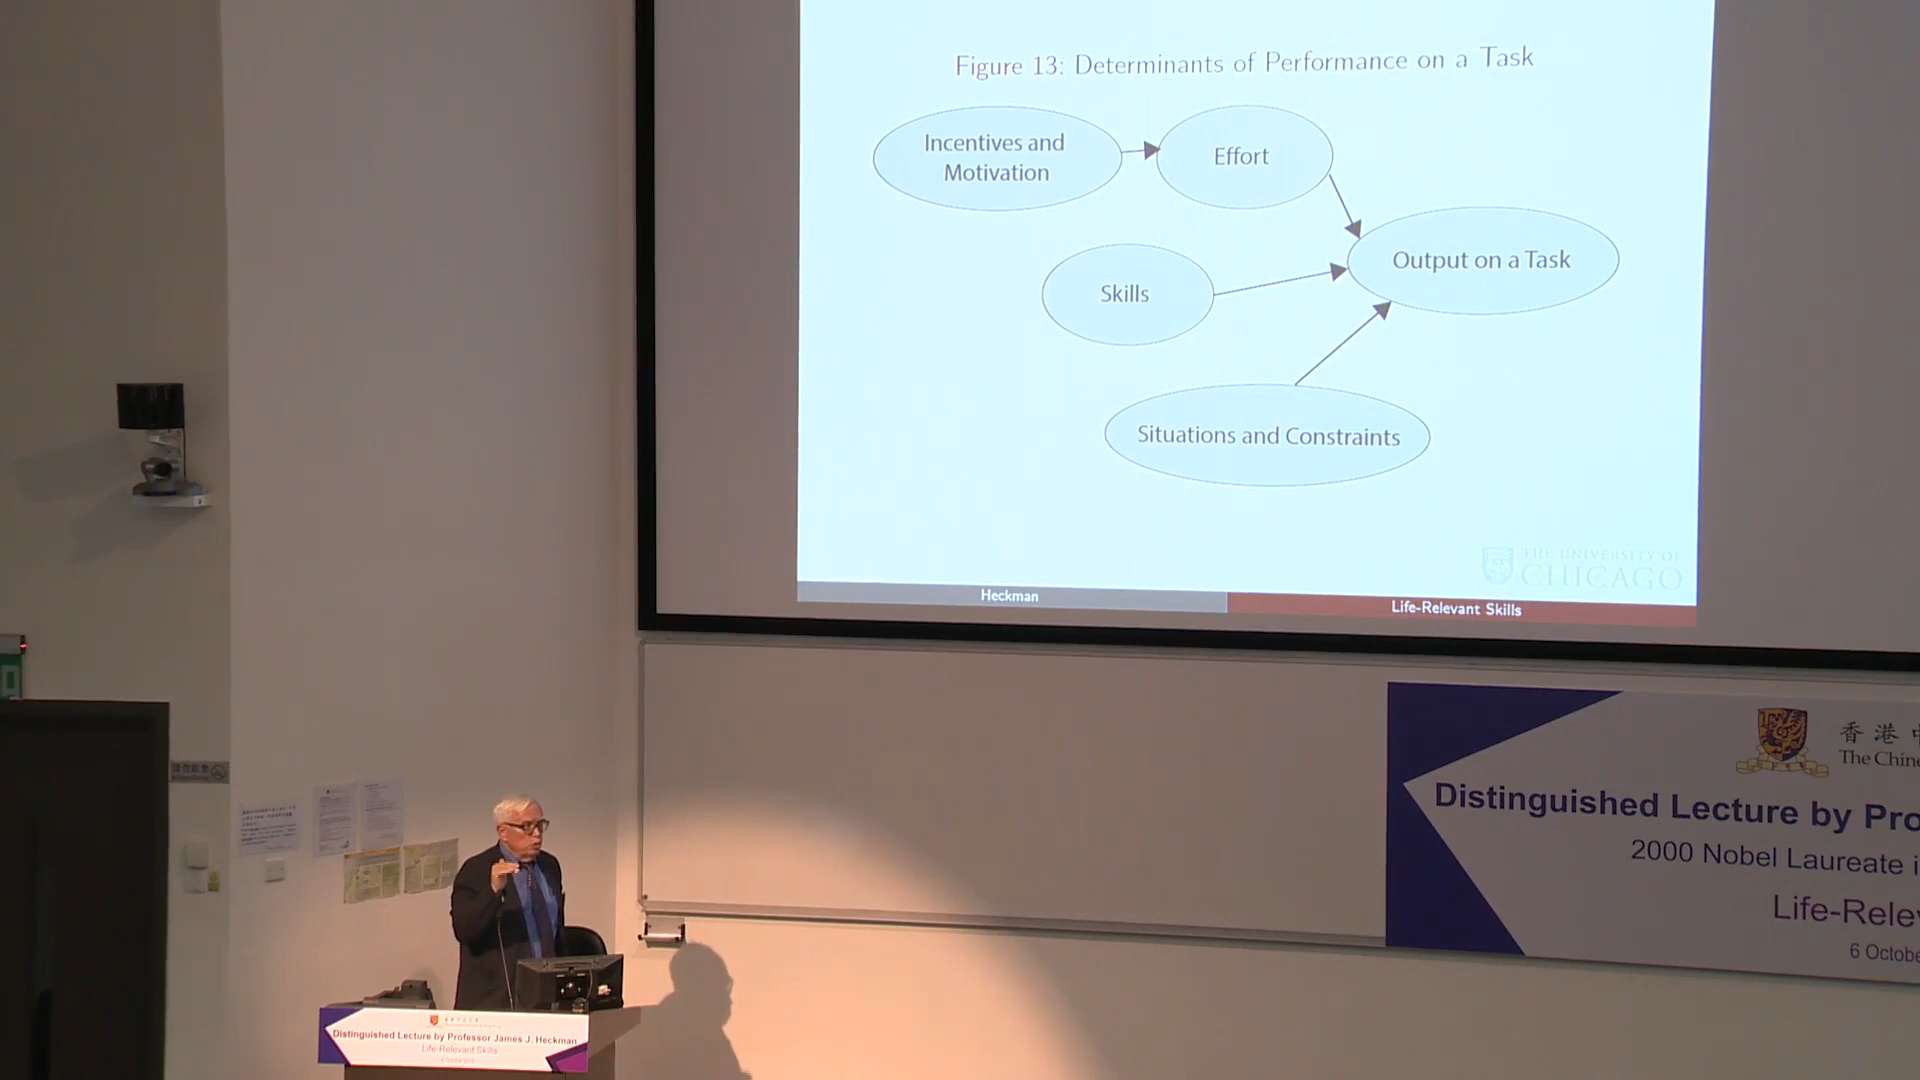 Figure 13: Determinants of Performance on a Task
Incentives and
Motivation
Effort
Output on a Task
Skills
Situations and Constraints
THE UNIVERSITY OF
CHICAGO
Heckman
Life-Relevant Skills
香港
The Chine
Distinguished Lecture by Pro
2000 Nobel Laureate i
Life-Relev
6 Octobe
Distinguished Lecture by Professor James J. Heckman
Life-Relevant Skills